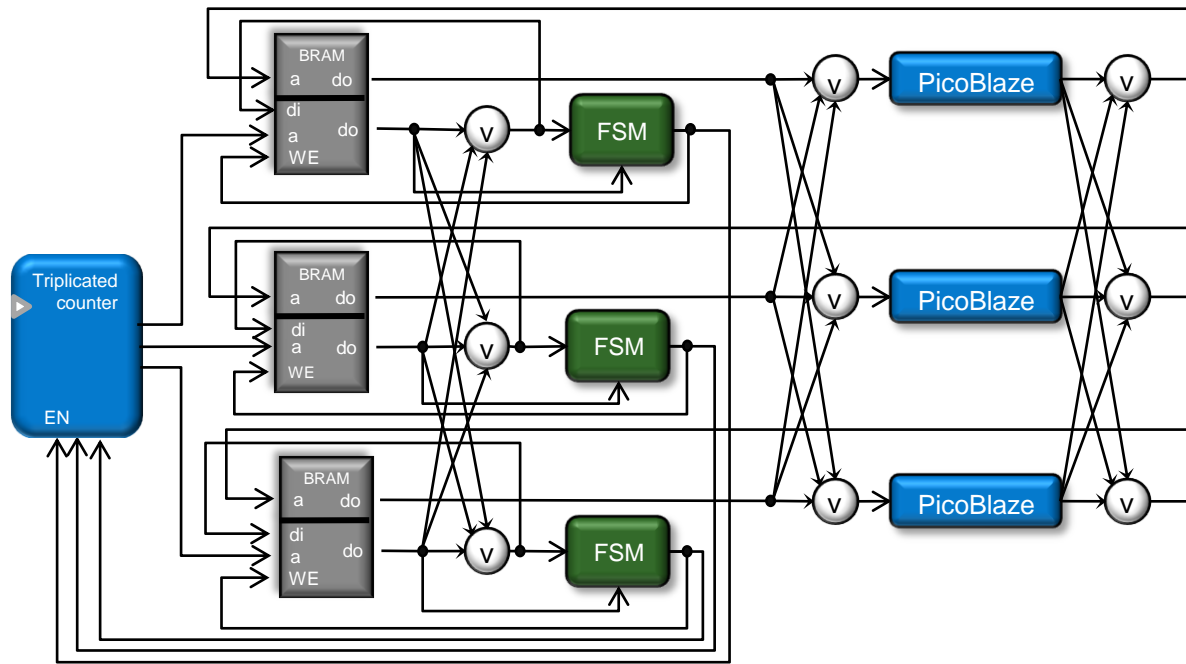 BRAM
a do
di
a do
WE
v
FSM
v
PicoBlaze
v
Triplicated
counter
EN
BRAM
a do
di
a do
WE
v
FSM
v
PicoBlaze
v
BRAM
a do
di
a do
WE
v
FSM
v
PicoBlaze
v